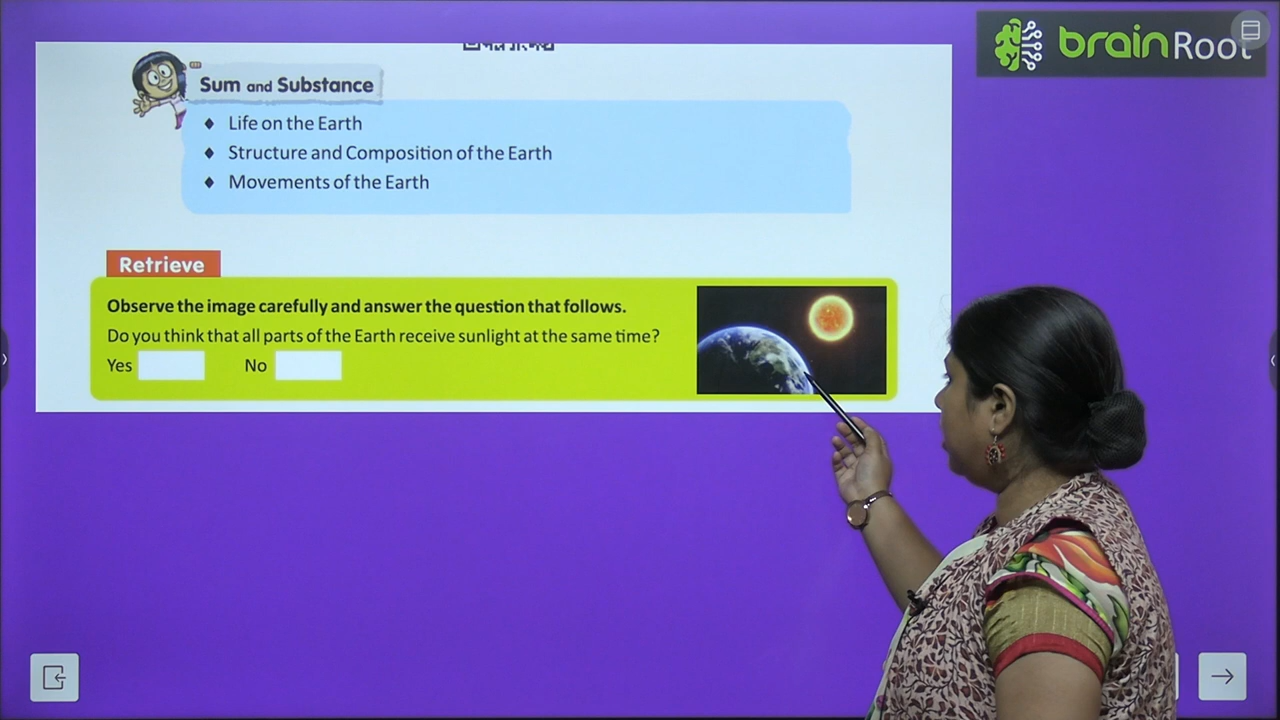 brainRoot
Sum and Substance
♦ Life on the Earth
♦ Structure and Composition of the Earth
♦ Movements of the Earth
Retrieve
Observe the image carefully and answer the question that follows.
Do you think that all parts of the Earth receive sunlight at the same time?
Yes No